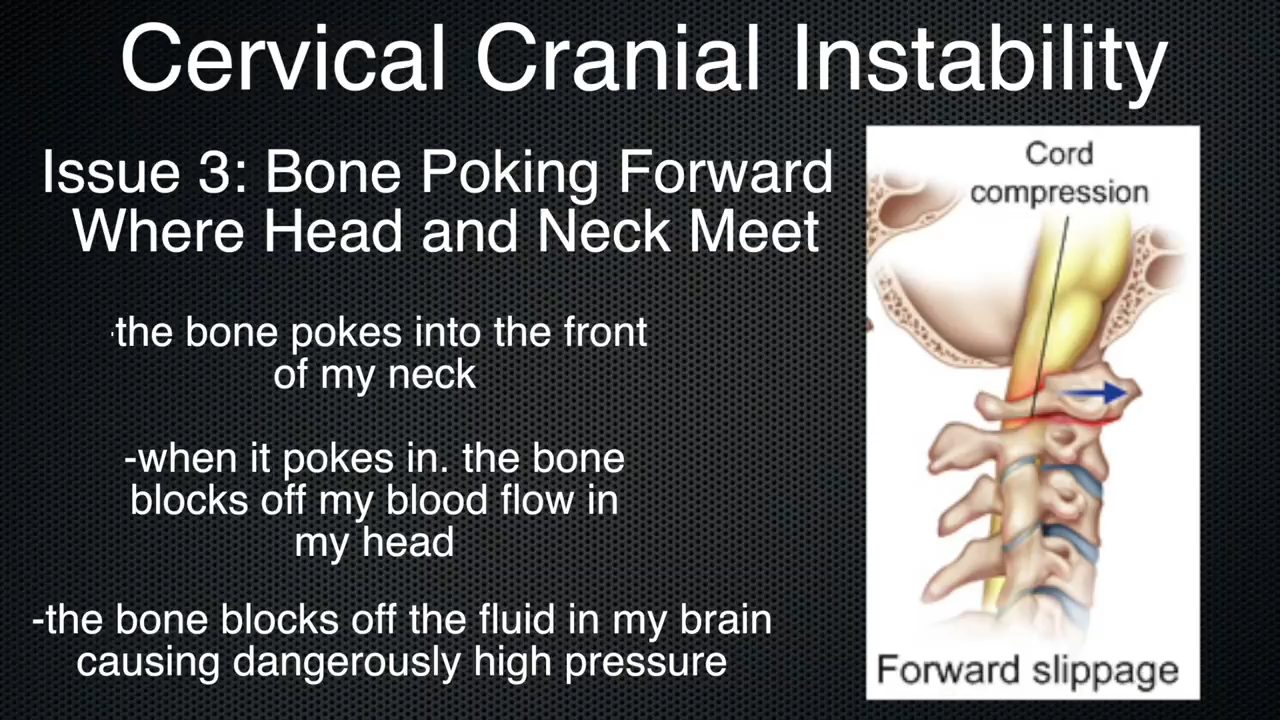 Cervical Cranial Instability
Issue 3: Bone Poking Forward
Where Head and Neck Meet
·the bone pokes into the front
of my neck
-when it pokes in. the bone
blocks off my blood flow in
my head
-the bone blocks off the fluid in my brain
causing dangerously high pressure
Cord
compression
Forward slippage